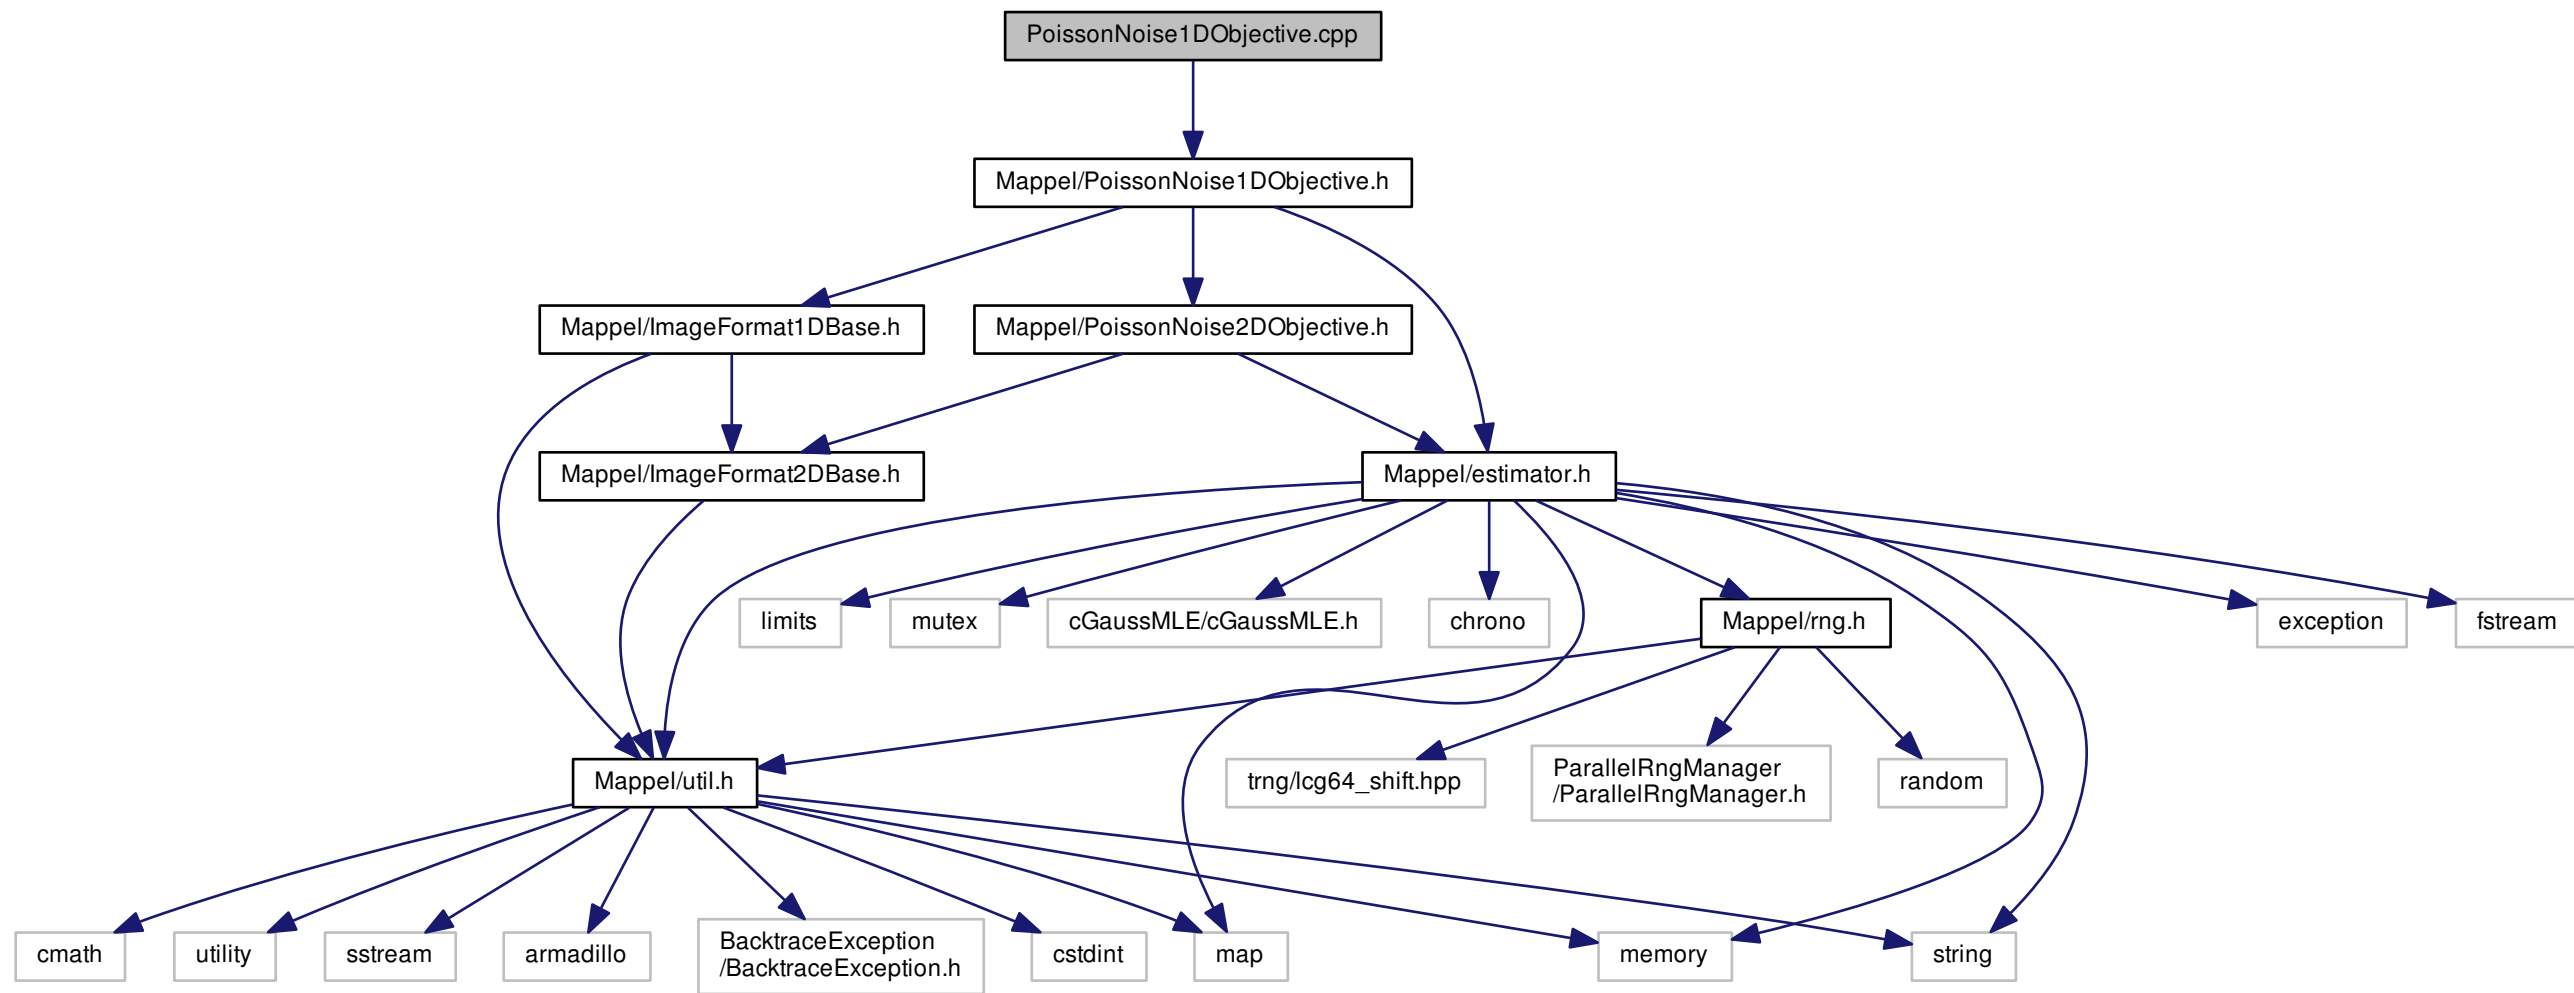 PoissonNoise1DObjective.cpp
Mappel/PoissonNoise1DObjective.h
Mappel/ImageFormat1DBase.h
Mappel/PoissonNoise2DObjective.h
Mappel/ImageFormat2DBase.h
Mappel/estimator.h
limits
mutex
cGaussMLE/cGaussMLE.h
chrono
Mappel/rng.h
exception
fstream
Mappel/util.h
trng/lcg64_shift.hpp
ParallelRngManager
/ParallelRngManager.h
random
cmath
utility
sstream
armadillo
BacktraceException
/BacktraceException.h
cstdint
map
memory
string